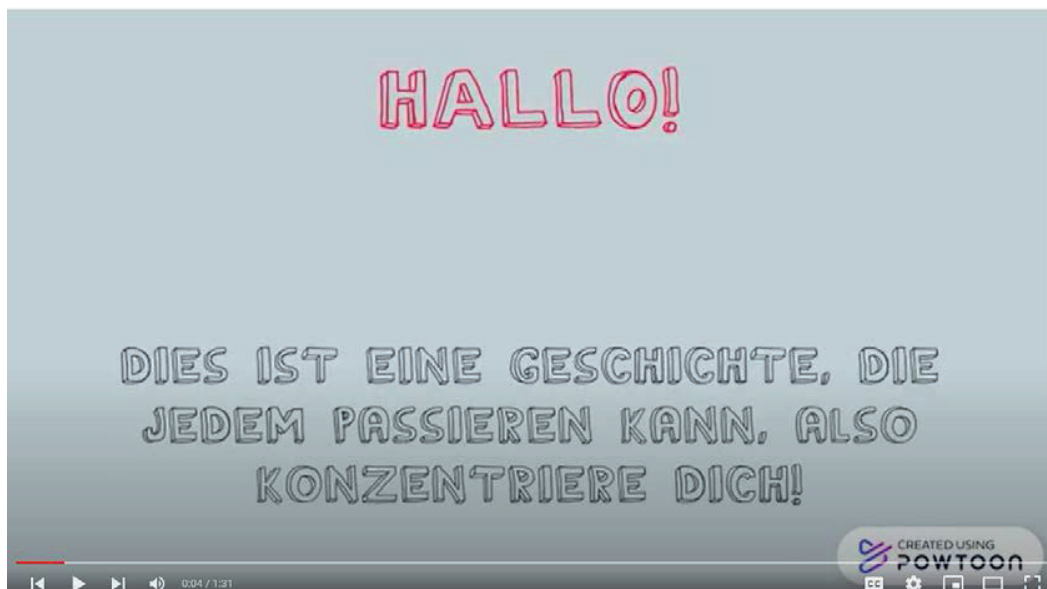 HALLO!
DIES IST EINE GESCHICHTE, DIE
JEDEM PASSIEREN KANN, ALSO
KONZENTRIERE DICH!
CREATED USING
POWTOON
0:04 / 1:31
CC